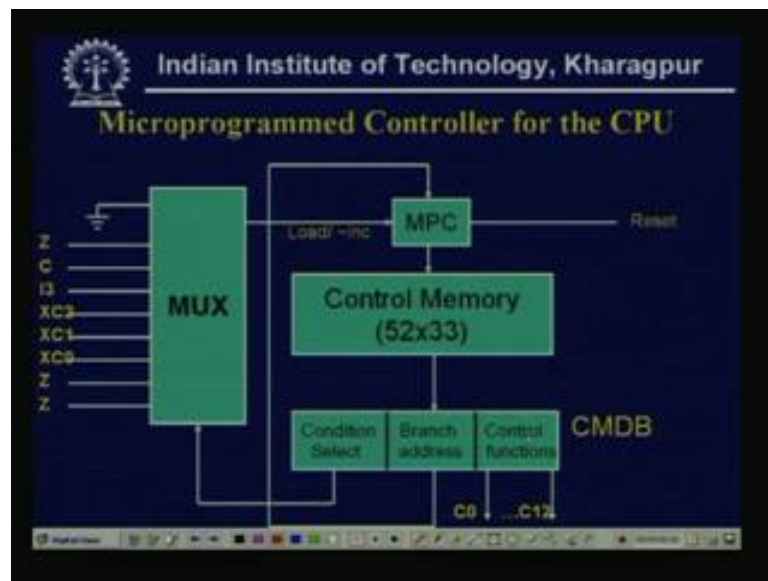 Indian Institute of Technology, Kharagpur
Microprogrammed Controller for the CPU
MPC
Reset
Load/ ~Inc
Z
C
I3
XC2
XC1
XC0
Z
Z
MUX
Control Memory
(52x33)
Condition
Select
Branch
address
Control
functions
CMDB
C0
...C12